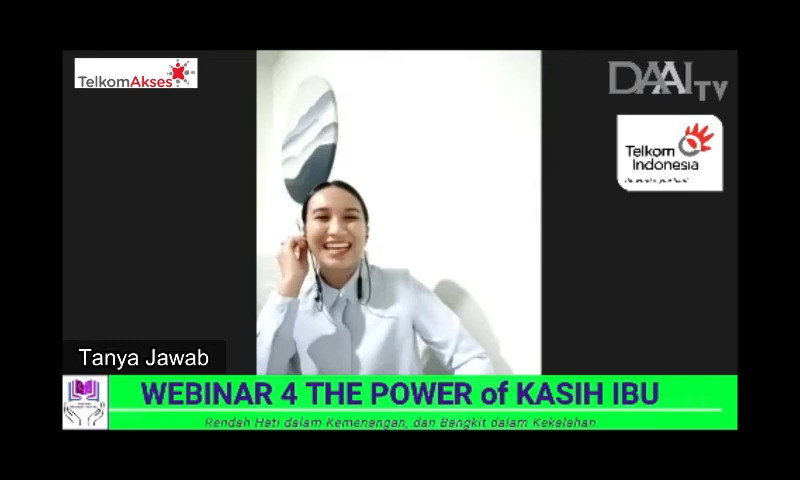 TelkomAkses
DAAI TV
Telkom
Indonesia
Tanya Jawab
WEBINAR 4 THE POWER of KASIH IBU
Rendah Hati dalam Kemenangan, dan Bangkit dalam Kekalahan